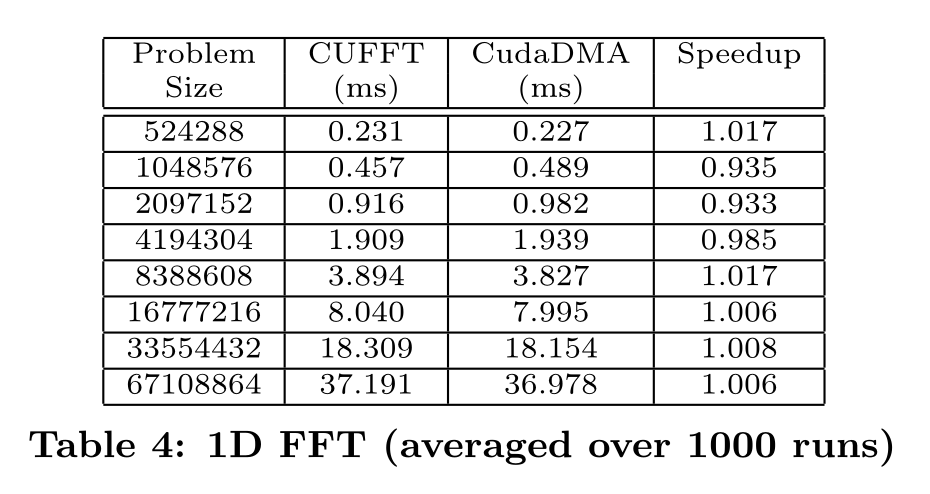 Problem Size CUFFT (ms) CudaDMA (ms) Speedup
524288 0.231 0.227 1.017
1048576 0.457 0.489 0.935
2097152 0.916 0.982 0.933
4194304 1.909 1.939 0.985
8388608 3.894 3.827 1.017
16777216 8.040 7.995 1.006
33554432 18.309 18.154 1.008
67108864 37.191 36.978 1.006
Table 4: 1D FFT (averaged over 1000 runs)